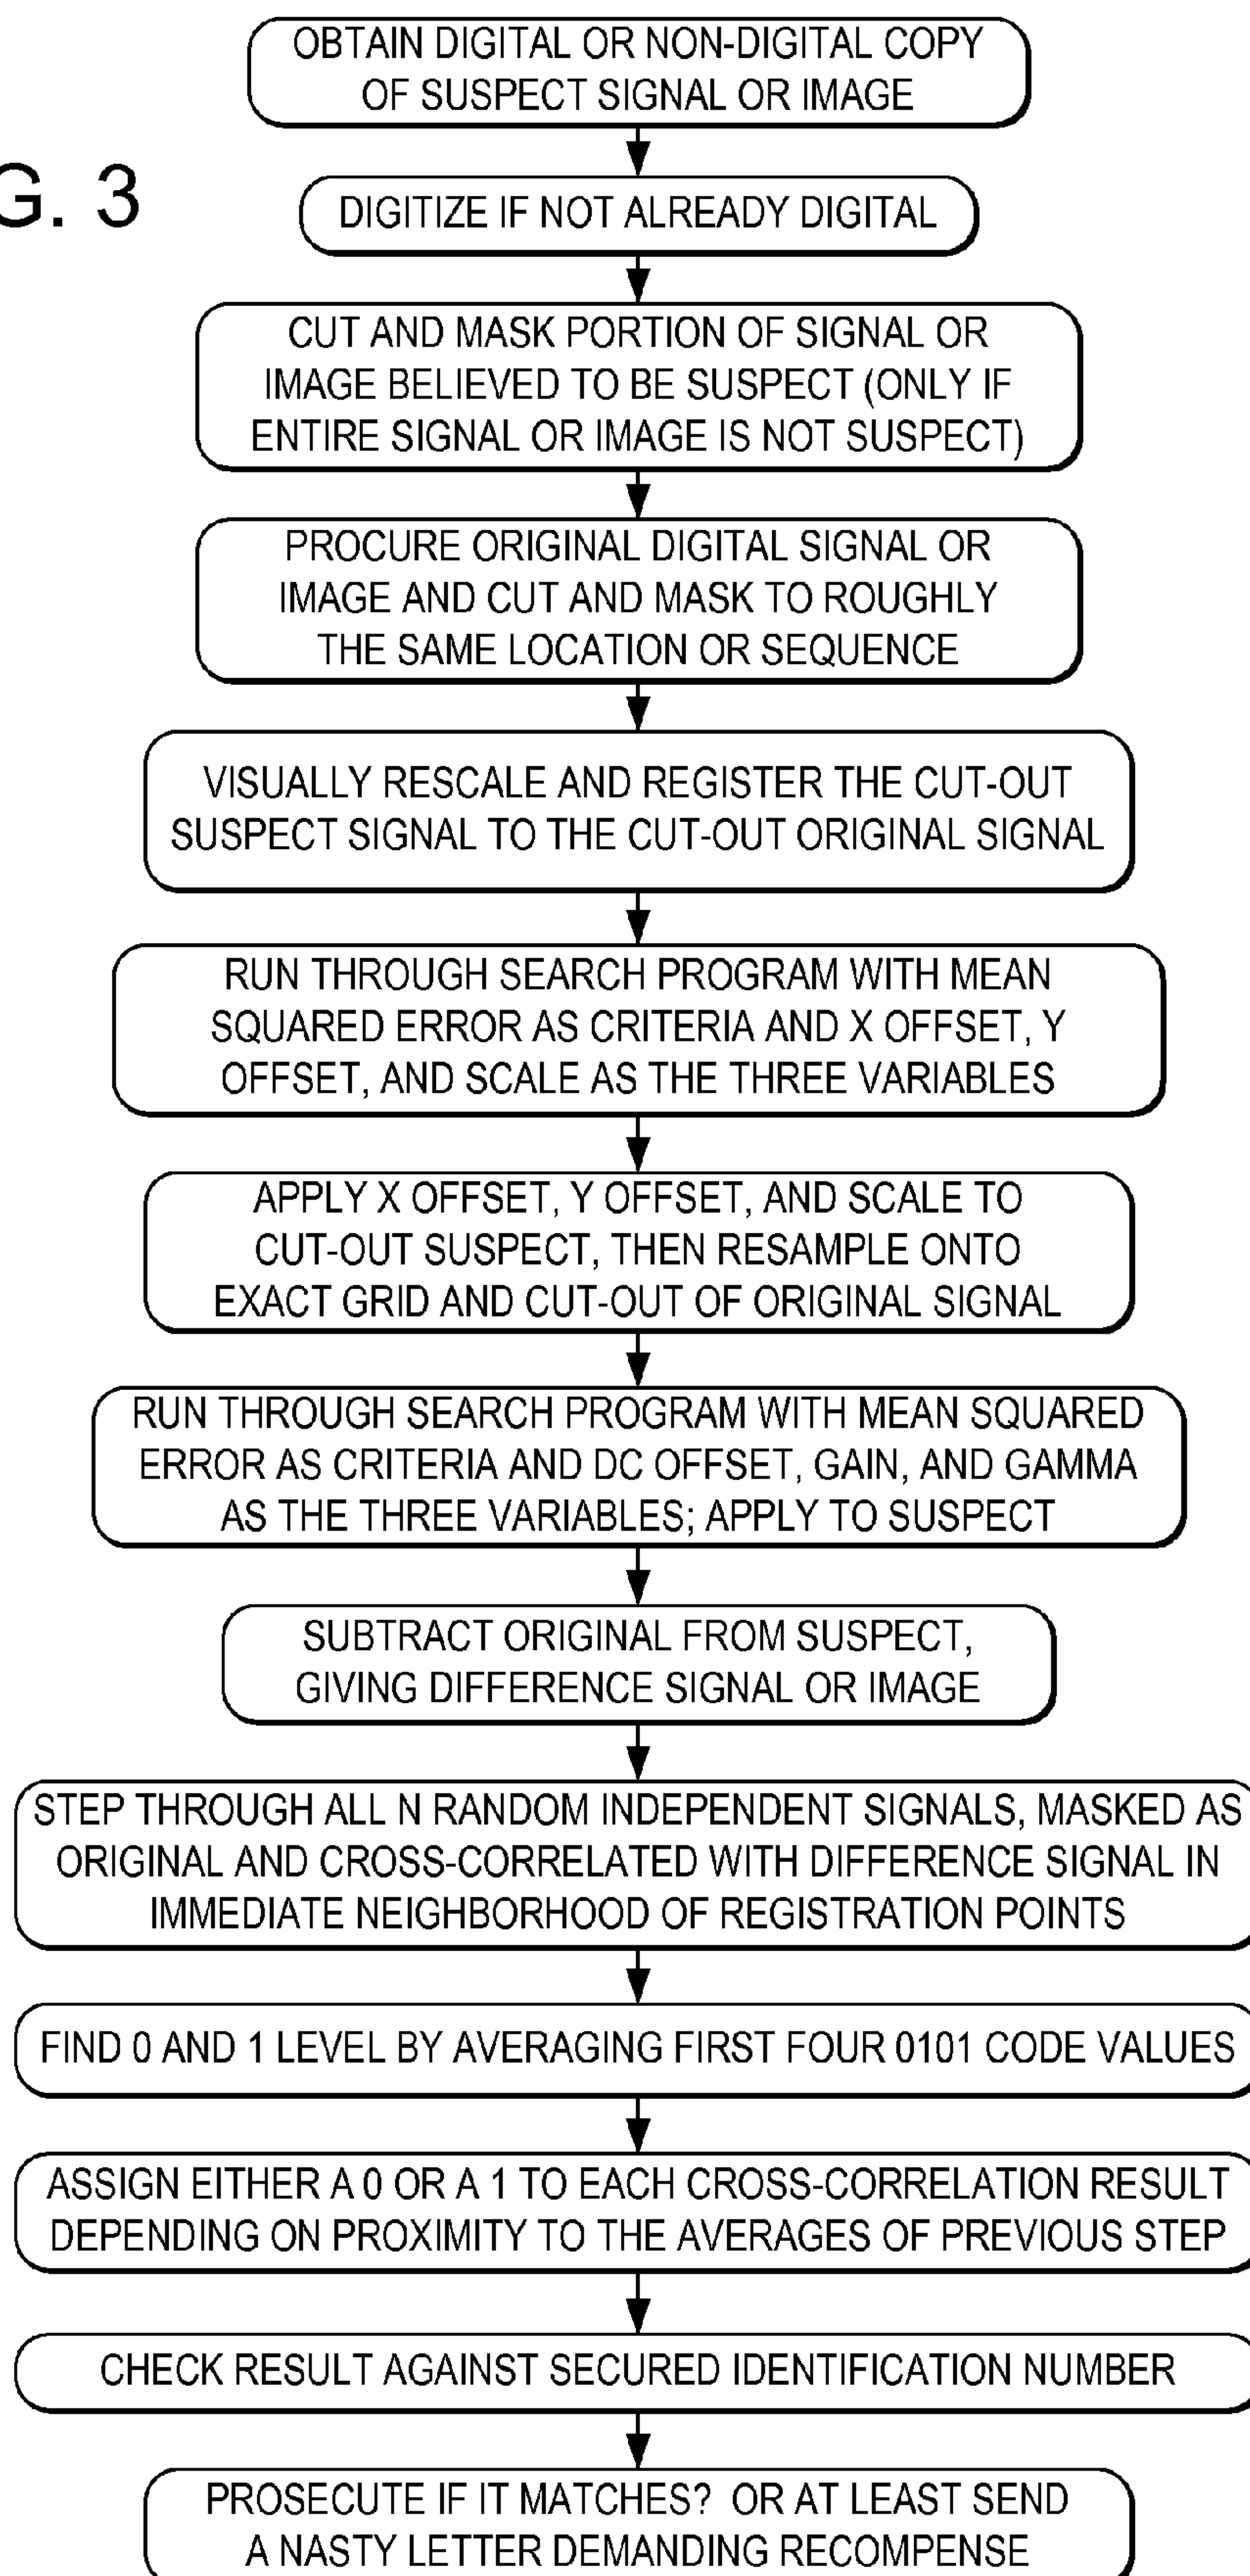 OBTAIN DIGITAL OR NON-DIGITAL COPY
OF SUSPECT SIGNAL OR IMAGE
G. 3
DIGITIZE IF NOT ALREADY DIGITAL
CUT AND MASK PORTION OF SIGNAL OR
IMAGE BELIEVED TO BE SUSPECT (ONLY IF
ENTIRE SIGNAL OR IMAGE IS NOT SUSPECT)
PROCURE ORIGINAL DIGITAL SIGNAL OR
IMAGE AND CUT AND MASK TO ROUGHLY
THE SAME LOCATION OR SEQUENCE
VISUALLY RESCALE AND REGISTER THE CUT-OUT
SUSPECT SIGNAL TO THE CUT-OUT ORIGINAL SIGNAL
RUN THROUGH SEARCH PROGRAM WITH MEAN
SQUARED ERROR AS CRITERIA AND X OFFSET, Y
OFFSET, AND SCALE AS THE THREE VARIABLES
APPLY X OFFSET, Y OFFSET, AND SCALE TO
CUT-OUT SUSPECT, THEN RESAMPLE ONTO
EXACT GRID AND CUT-OUT OF ORIGINAL SIGNAL
RUN THROUGH SEARCH PROGRAM WITH MEAN SQUARED
ERROR AS CRITERIA AND DC OFFSET, GAIN, AND GAMMA
AS THE THREE VARIABLES; APPLY TO SUSPECT
SUBTRACT ORIGINAL FROM SUSPECT,
GIVING DIFFERENCE SIGNAL OR IMAGE
STEP THROUGH ALL N RANDOM INDEPENDENT SIGNALS, MASKED AS
ORIGINAL AND CROSS-CORRELATED WITH DIFFERENCE SIGNAL IN
IMMEDIATE NEIGHBORHOOD OF REGISTRATION POINTS
FIND 0 AND 1 LEVEL BY AVERAGING FIRST FOUR 0101 CODE VALUES
ASSIGN EITHER A 0 OR A 1 TO EACH CROSS-CORRELATION RESULT
DEPENDING ON PROXIMITY TO THE AVERAGES OF PREVIOUS STEP
CHECK RESULT AGAINST SECURED IDENTIFICATION NUMBER
PROSECUTE IF IT MATCHES? OR AT LEAST SEND
A NASTY LETTER DEMANDING RECOMPENSE